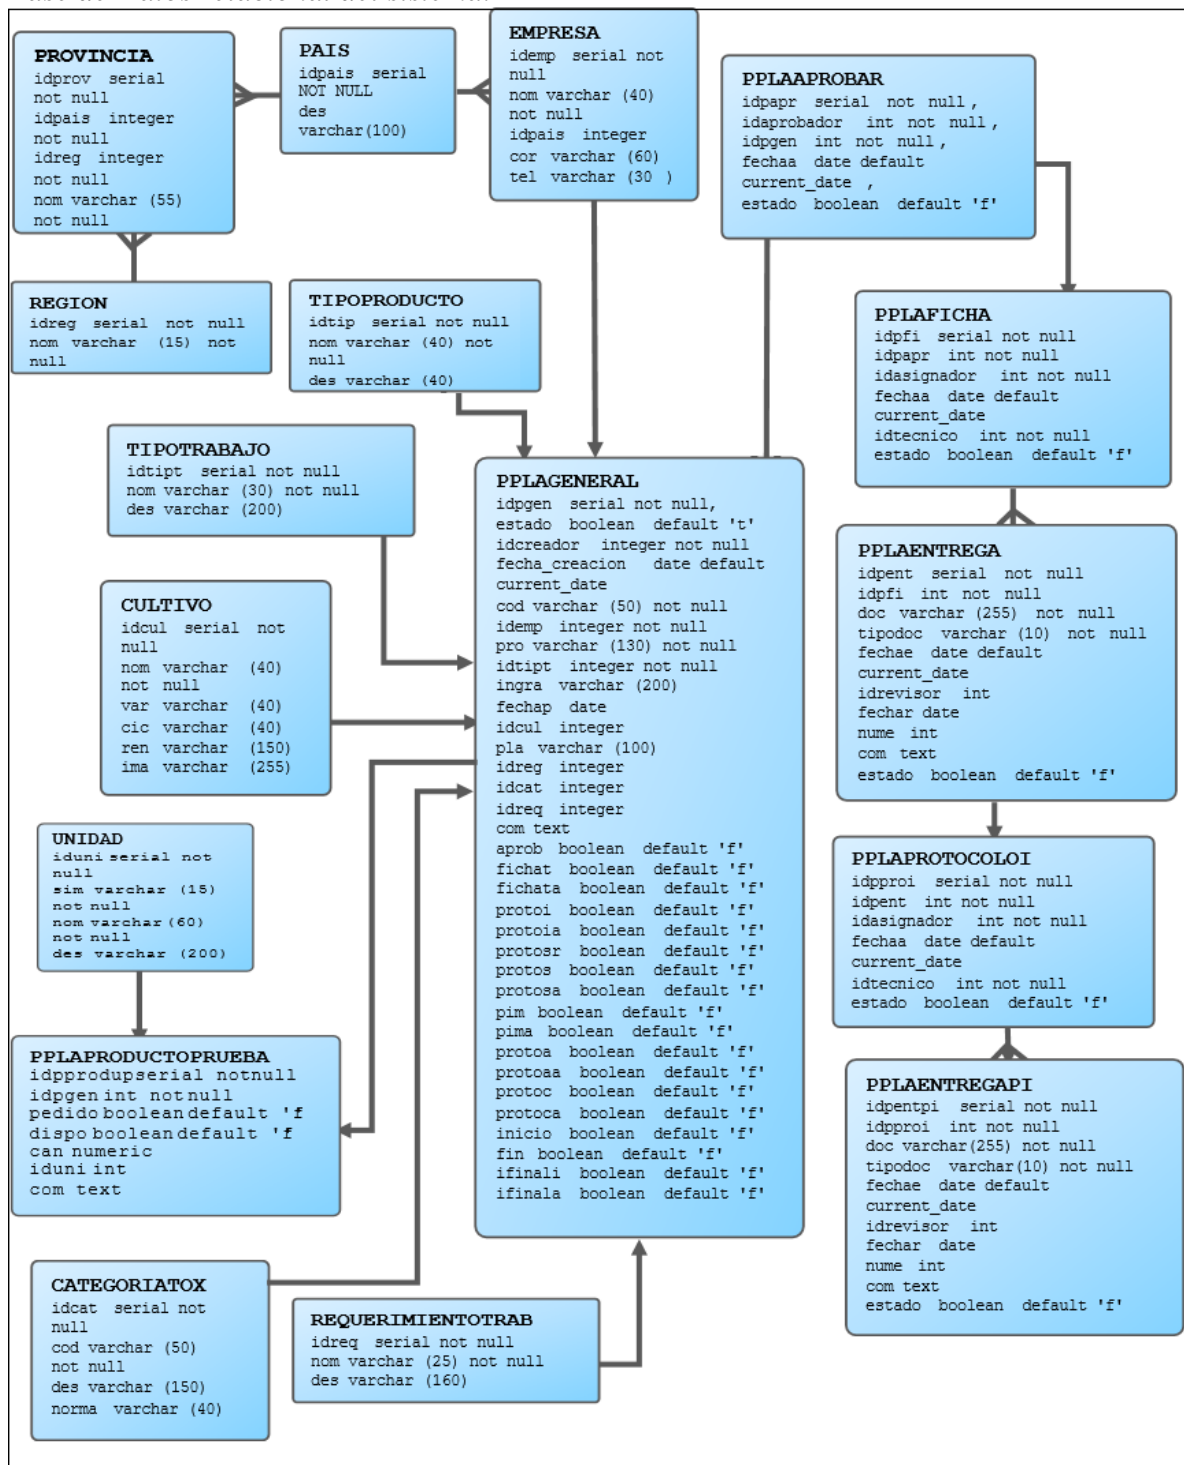 PROVINCIA
idprov serial
not null
idpais integer
not null
idreg integer
not null
nom varchar (55)
not null
PAIS
idpais serial
NOT NULL
des
varchar(100)
EMPRESA
idemp serial not
null
nom varchar (40)
not null
idpais integer
cor varchar (60)
tel varchar (30 )
PPLAAPROBAR
idpapr serial not null,
idaprobador int not null,
idpgen int not null,
fechaa date default
current_date ,
estado boolean default 'f'
REGION
idreg serial not null
nom varchar (15) not
null
TIPOPRODUCTO
idtip serial not null
nom varchar (40) not
null
des varchar (40)
PPLAFICHA
idpfi serial not null
idpapr int not null
idasignador int not null
fechaa date default
current_date
idtecnico int not null
estado boolean default 'f'
TIPOTRABAJO
idtipt serial not null
nom varchar (30) not null
des varchar (200)
PPLAGENERAL
idpgen serial not null,
estado boolean default 't'
idcreador integer not null
fecha_creacion date default
current_date
cod varchar (50) not null
idemp integer not null
pro varchar (130) not null
idtipt integer not null
ingra varchar (200)
fechap date
idcul integer
pla varchar (100)
idreg integer
idcat integer
idreq integer
com text
aprob boolean default 'f'
fichat boolean default 'f'
fichata boolean default 'f'
protoi boolean default 'f'
protoia boolean default 'f'
protosr boolean default 'f'
protos boolean default 'f'
protosa boolean default 'f'
pim boolean default 'f'
pima boolean default 'f'
protoa boolean default 'f'
protoaa boolean default 'f'
protoc boolean default 'f'
protoca boolean default 'f'
inicio boolean default 'f'
fin boolean default 'f'
ifinali boolean default 'f'
ifinala boolean default 'f'
PPLAENTREGA
idpent serial not null
idpfi int not null
doc varchar (255) not null
tipodoc varchar (10) not null
fechae date default
current_date
idrevisor int
fechar date
nume int
com text
estado boolean default 'f'
CULTIVO
idcul serial not
null
nom varchar (40)
not null
var varchar (40)
cic varchar (40)
ren varchar (150)
ima varchar (255)
UNIDAD
iduni serial not
null
sim varchar (15)
not null
nom varchar (60)
not null
des varchar (200)
PPLAPROTOCOLOI
idpproi serial not null
idpent int not null
idasignador int not null
fechaa date default
current_date
idtecnico int not null
estado boolean default 'f'
PPLAPRODUCTOPRUEBA
idpprodupserial notnull
idpgen int notnull
pedido boolean default 'f
dispo boolean default 'f
can numeric
iduni int
com text
PPLAENTREGAPI
idpentpi serial not null
idpproi int not null
doc varchar(255) not null
tipodoc varchar(10) not null
fechae date default
current_date
idrevisor int
fechar date
nume int
com text
estado boolean default 'f'
CATEGORIATOX
idcat serial not
null
cod varchar (50)
not null
des varchar (150)
norma varchar (40)
REQUERIMIENTOTRAB
idreq serial not null
nom varchar (25) not null
des varchar (160)